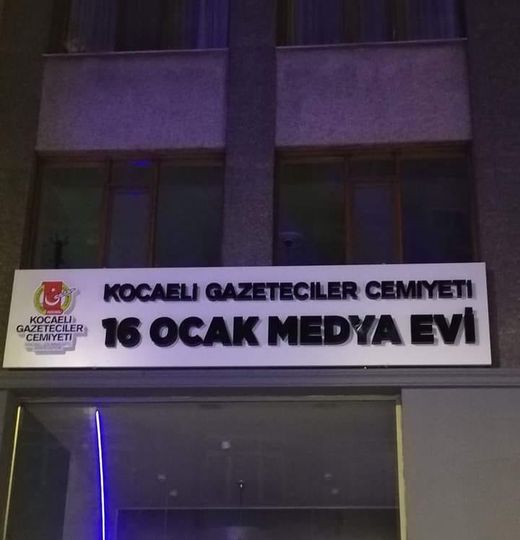 KOCAELİ GAZETECİLER CEMİYETİ
16 OCAK MEDYA EVİ
KOCAELİ
GAZETECİLER
CEMİYETİ